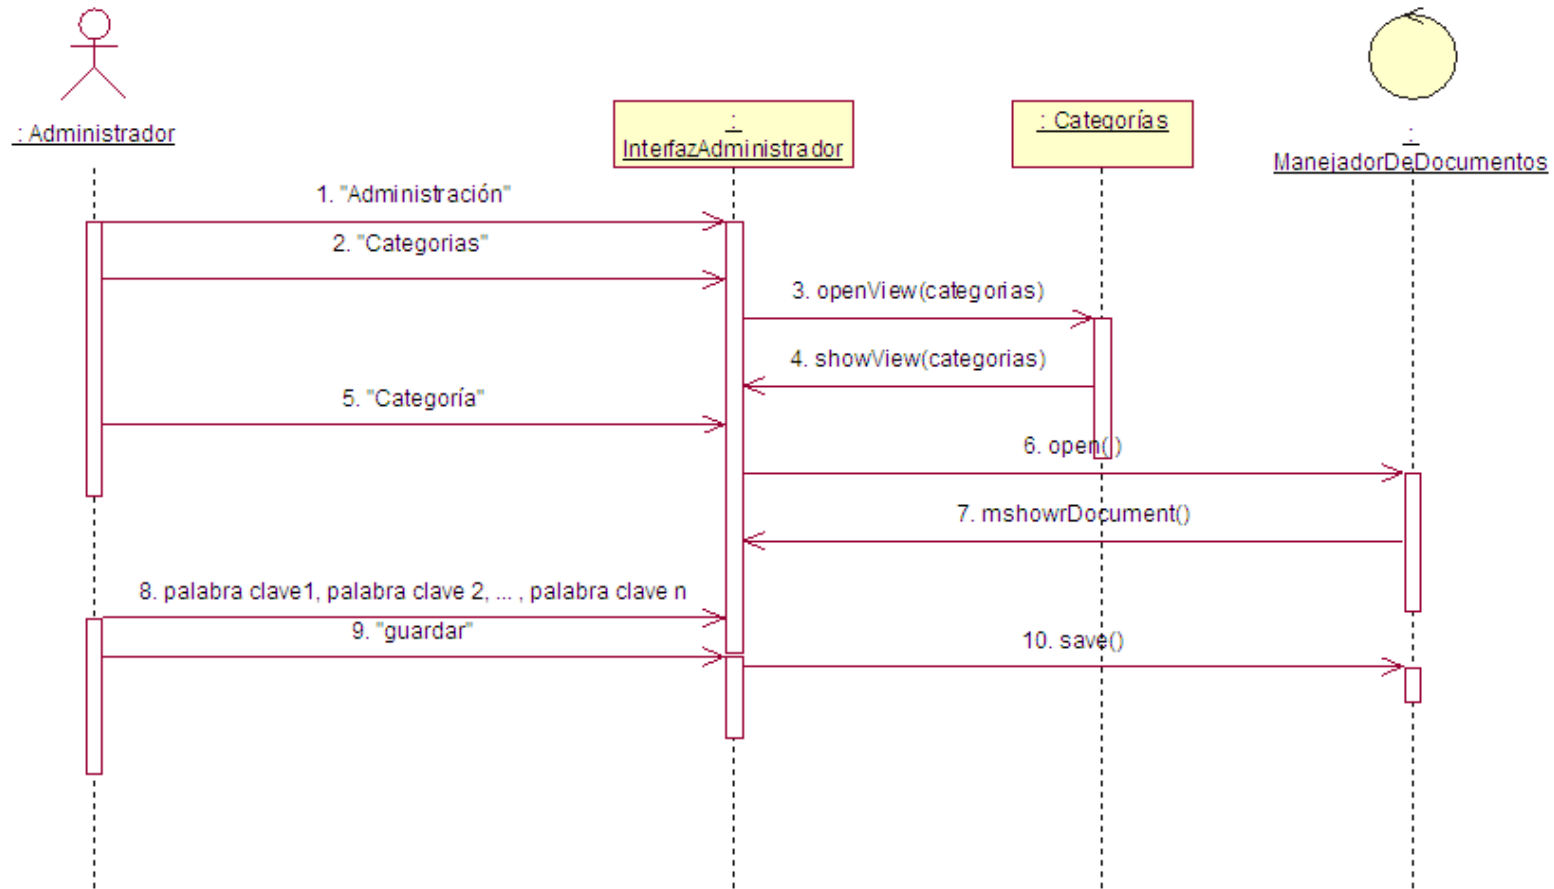 : Administrador
:
InterfazAdministrador
: Categorías
:
ManejadorDeDocumentos
1. "Administración"
2. "Categorias"
3. openView(categorias)
4. showView(categorias)
5. "Categoría"
6. open( )
7. mshowrDocument()
8. palabra clave1, palabra clave 2, ... , palabra clave n
9. "guardar"
10. save()